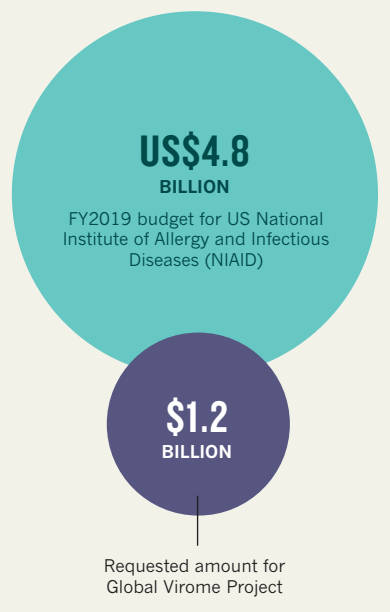 US$4.8
BILLION
FY2019 budget for US National
Institute of Allergy and Infectious
Diseases (NIAID)
$1.2
BILLION
Requested amount for
Global Virome Project